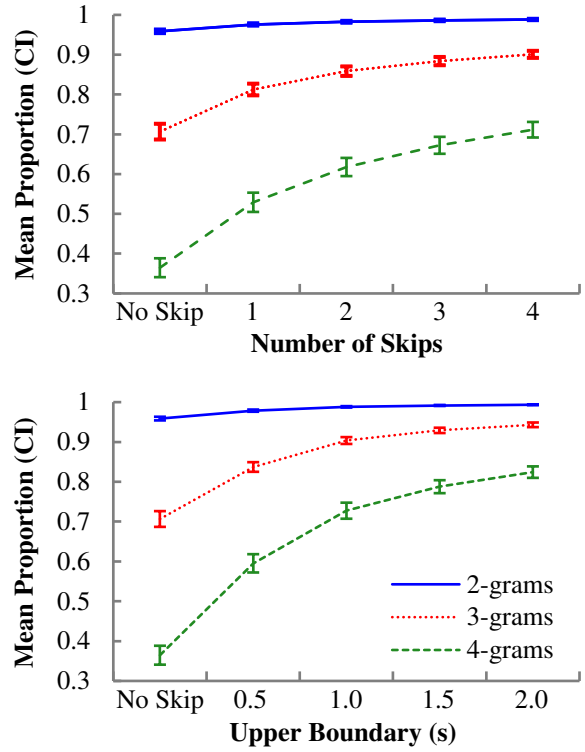 1
0.9
0.8
0.7
0.6
0.5
0.4
0.3
Mean Proportion (CI)
No Skip 1 2 3 4
Number of Skips
1
0.9
0.8
0.7
0.6
0.5
0.4
0.3
Mean Proportion (CI)
2-grams
3-grams
4-grams
No Skip 0.5 1.0 1.5 2.0
Upper Boundary (s)